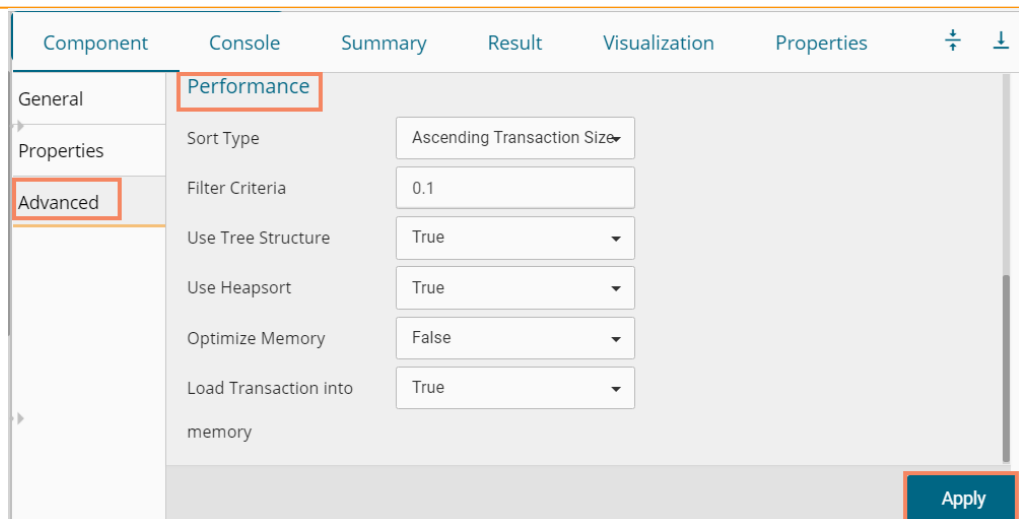 Component Console Summary Result Visualization Properties
General
Properties
Advanced
Performance
Sort Type Ascending Transaction Size
Filter Criteria 0.1
Use Tree Structure True
Use Heapsort True
Optimize Memory False
Load Transaction into True
memory
Apply